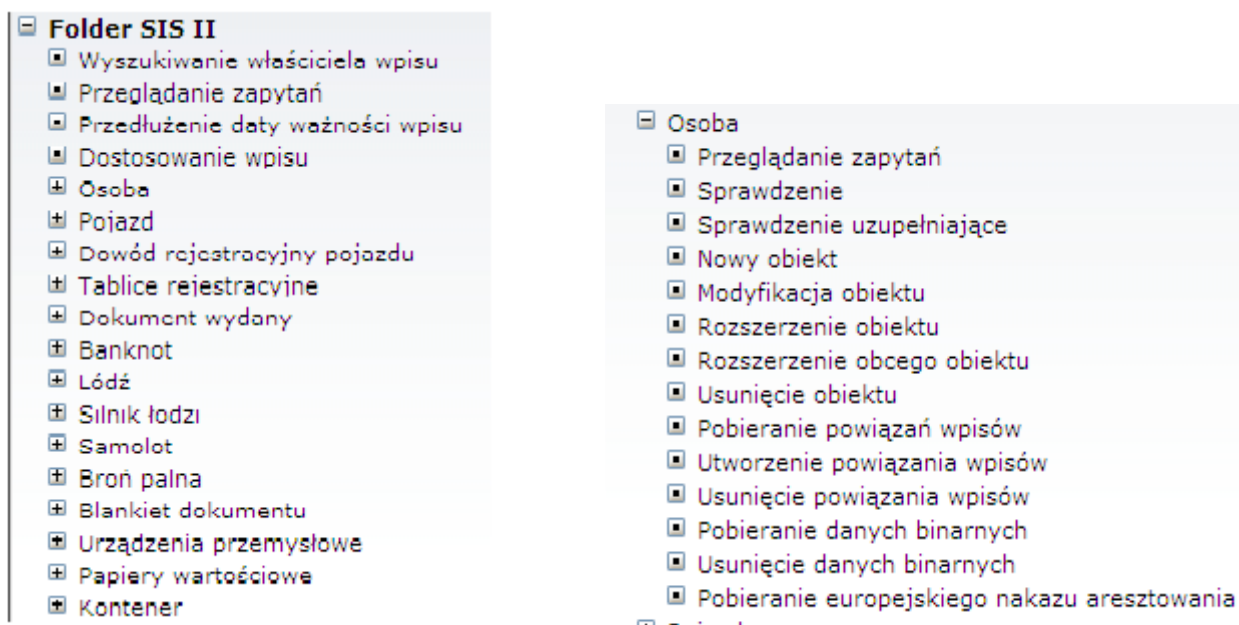 Folder SIS II
Wyszukiwanie właściciela wpisu
Przeglądanie zapytań
Przedłużenie daty ważności wpisu
Dostosowanie wpisu
Osoba
Pojazd
Dowód rejestracyjny pojazdu
Tablice rejestracyjne
Dokument wydany
Banknot
Łódź
Silnik łodzi
Samolot
Broń palna
Blankiet dokumentu
Urządzenia przemysłowe
Papiery wartościowe
Kontener
Osoba
Przeglądanie zapytań
Sprawdzenie
Sprawdzenie uzupełniające
Nowy obiekt
Modyfikacja obiektu
Rozszerzenie obiektu
Rozszerzenie obcego obiektu
Usunięcie obiektu
Pobieranie powiązań wpisów
Utworzenie powiązania wpisów
Usunięcie powiązania wpisów
Pobieranie danych binarnych
Usunięcie danych binarnych
Pobieranie europejskiego nakazu aresztowania